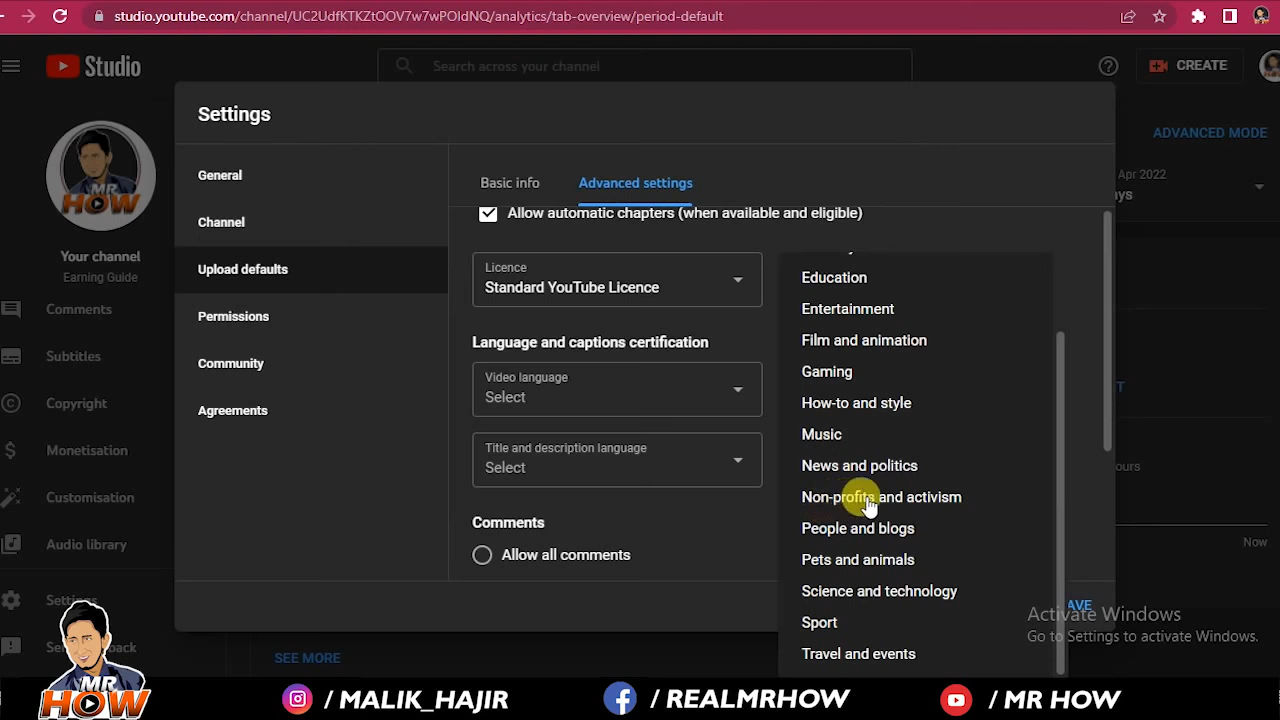 studio.youtube.com/channel/UC2UdfKTKZtOOV7w7wPOIdNQ/analytics/tab-overview/period-default
Studio
Search across your channel
CREATE
Settings
ADVANCED MODE
General
Basic info
Advanced settings
Apr 2022
MR
HOW
Allow automatic chapters (when available and eligible)
Channel
Your channel
Earning Guide
Upload defaults
Licence
Standard YouTube Licence
Education
Comments
Permissions
Entertainment
Language and captions certification
Film and animation
Subtitles
Community
Video language
Select
Gaming
Copyright
Agreements
How-to and style
Music
Monetisation
Title and description language
Select
News and politics
Customisation
Non-profits and activism
Comments
People and blogs
Audio library
Allow all comments
Pets and animals
Now
Science and technology
Sport
Activate Windows
Go to Settings to activate Windows.
Travel and events
SEE MORE
MR
HOW
/ MALIK_HAJIR
/ REALMRHOW
/ MR HOW